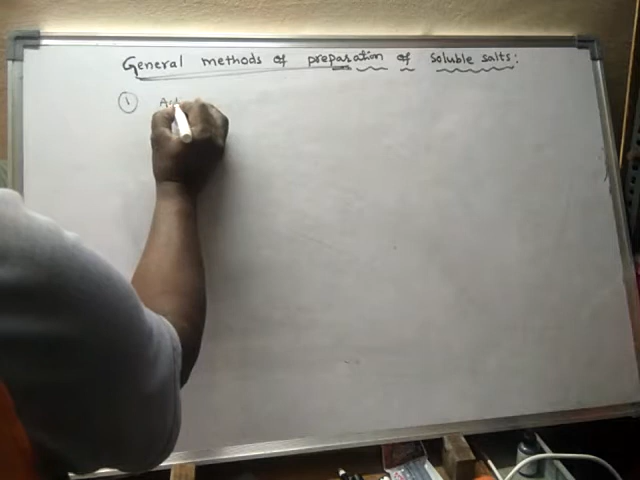 General methods of preparation of Soluble salts:
1